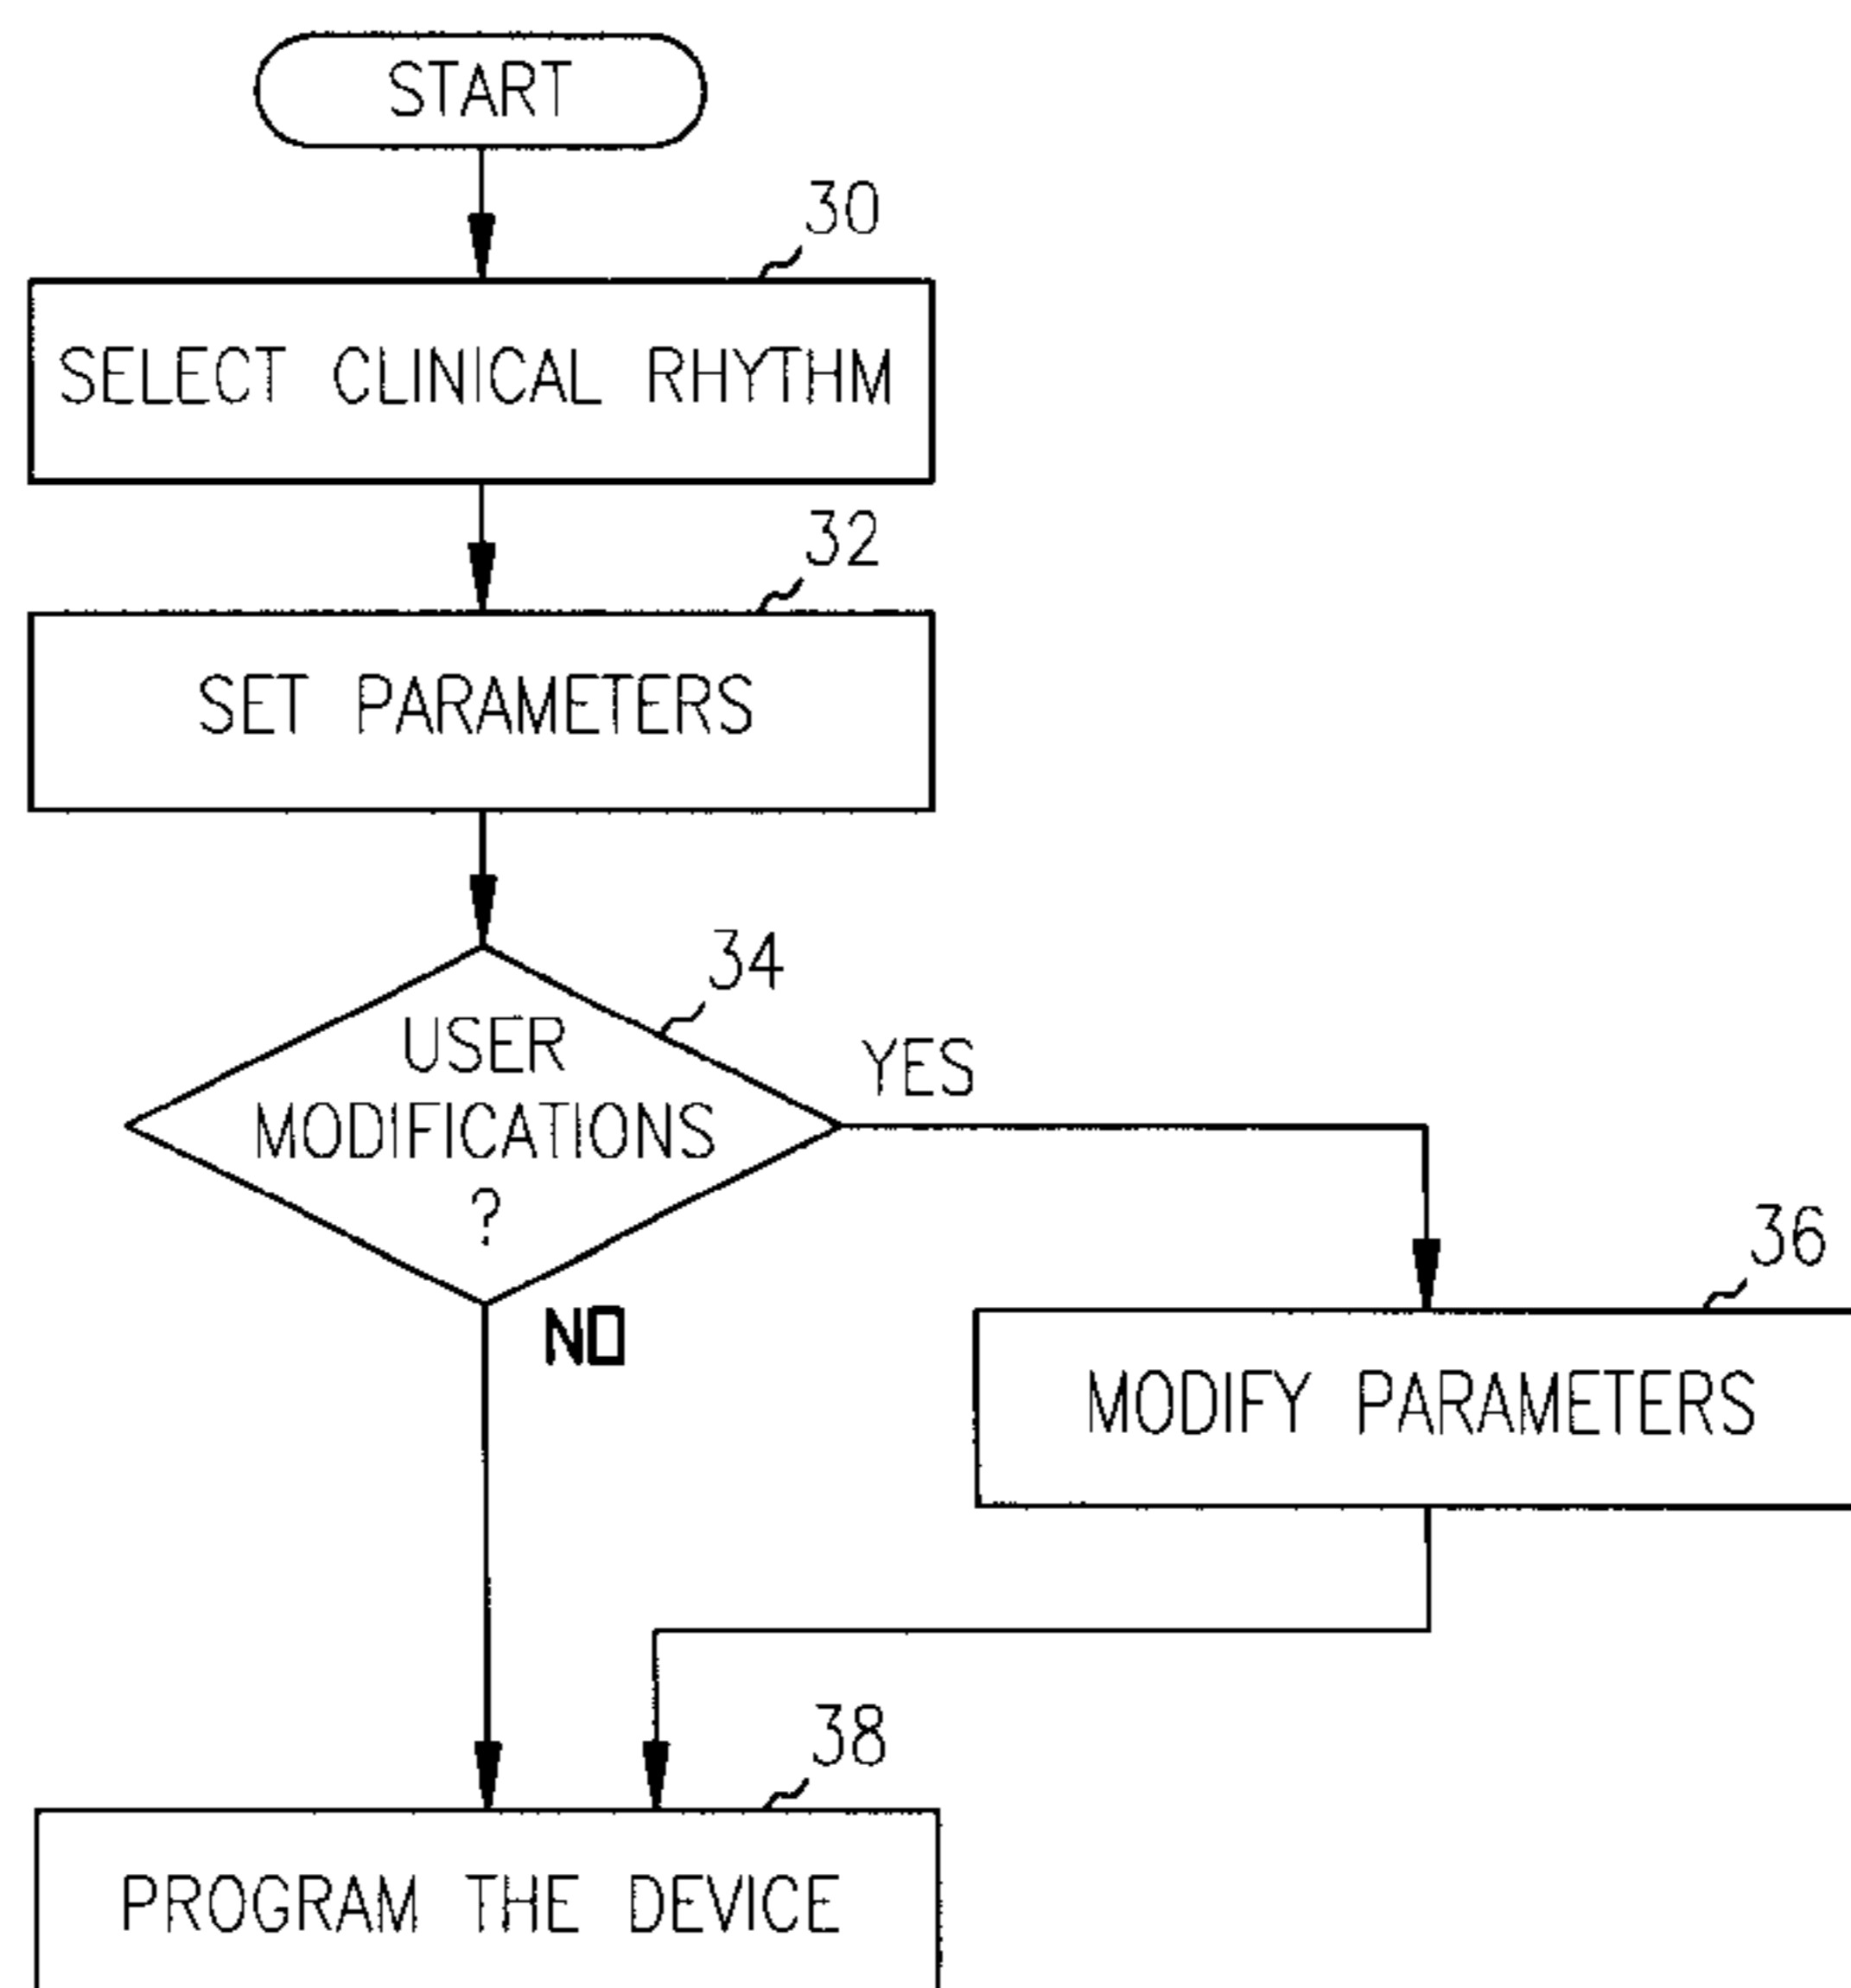 START
30
SELECT CLINICAL RHYTHM
32
SET PARAMETERS
34
USER
MODIFICATIONS
?
YES
NO
36
MODIFY PARAMETERS
38
PROGRAM THE DEVICE